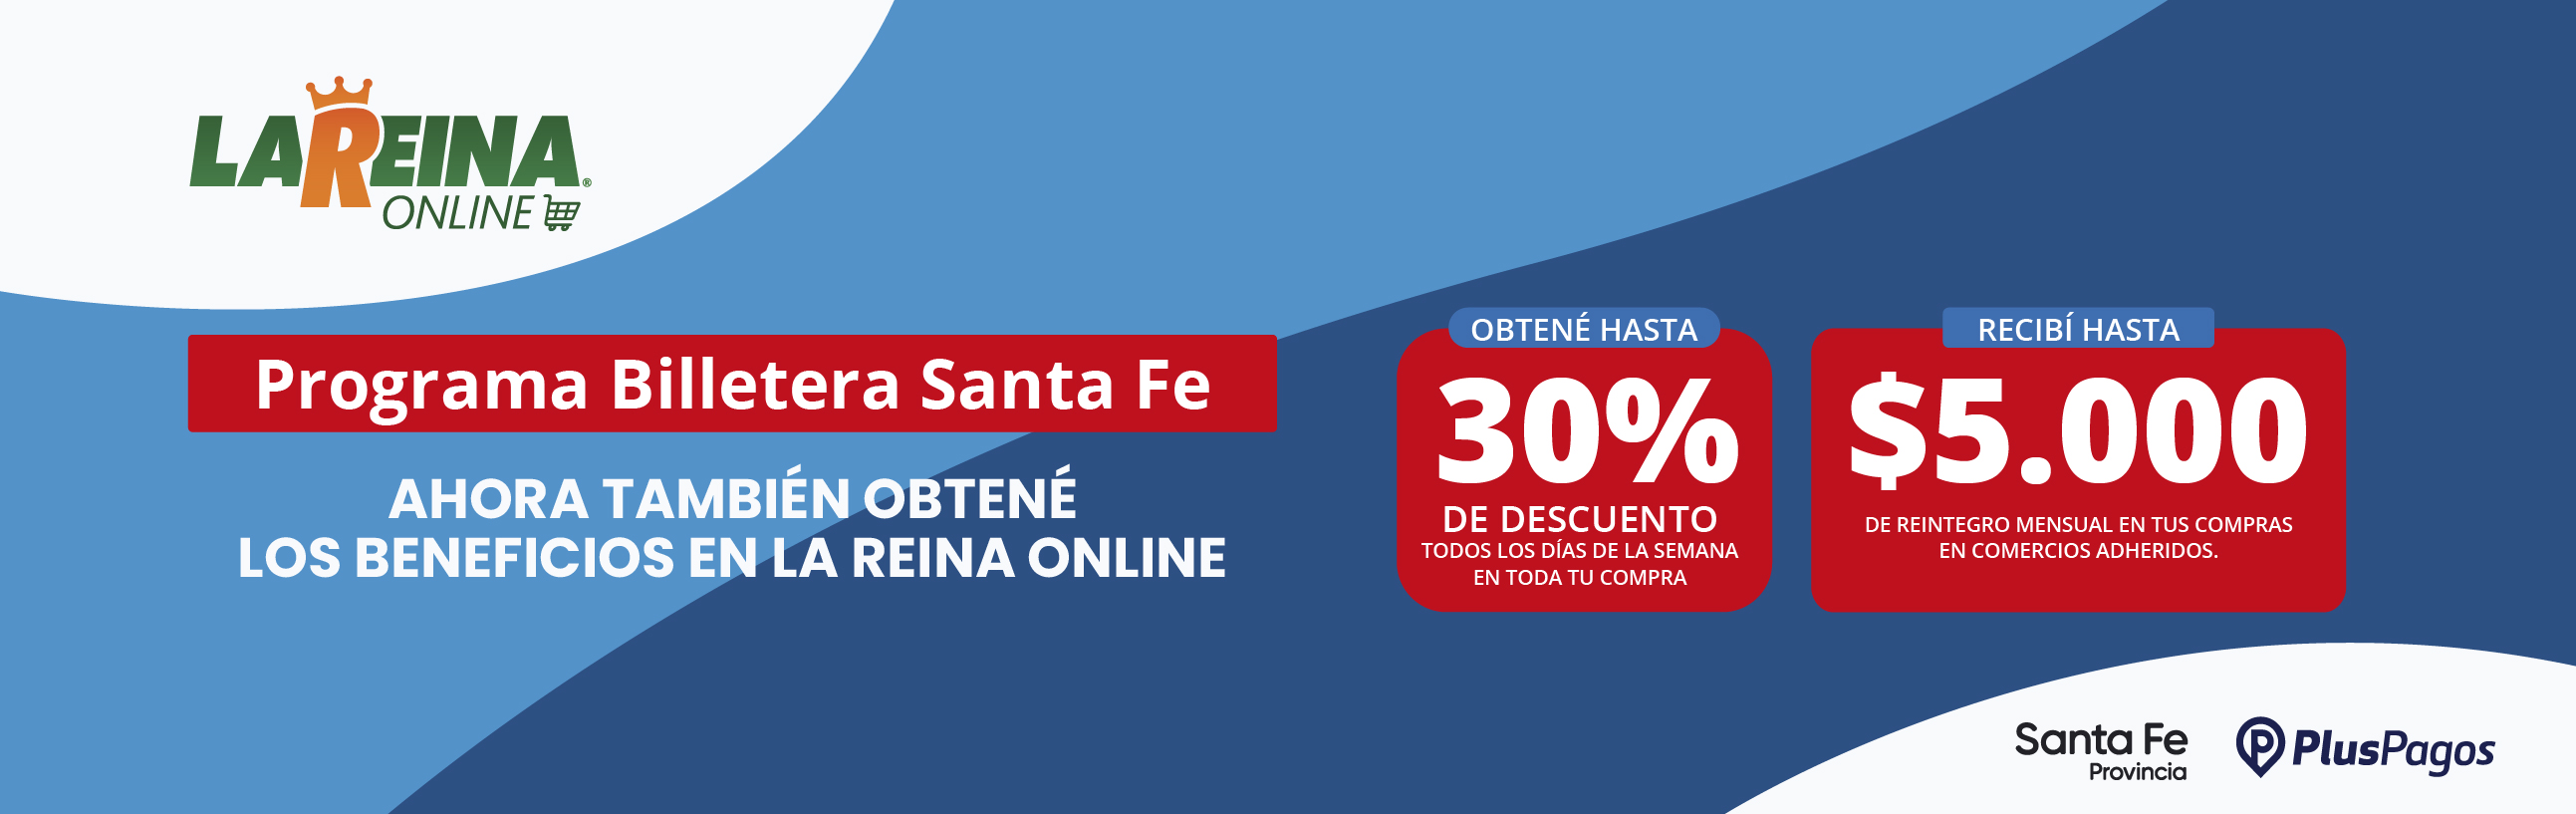 LA REINA®
ONLINE
Programa Billetera Santa Fe
AHORA TAMBIÉN OBTENÉ
LOS BENEFICIOS EN LA REINA ONLINE
OBTENÉ HASTA
30%
DE DESCUENTO
TODOS LOS DÍAS DE LA SEMANA
EN TODA TU COMPRA
RECIBÍ HASTA
$5.000
DE REINTEGRO MENSUAL EN TUS COMPRAS
EN COMERCIOS ADHERIDOS.
Santa Fe
Provincia
PlusPagos